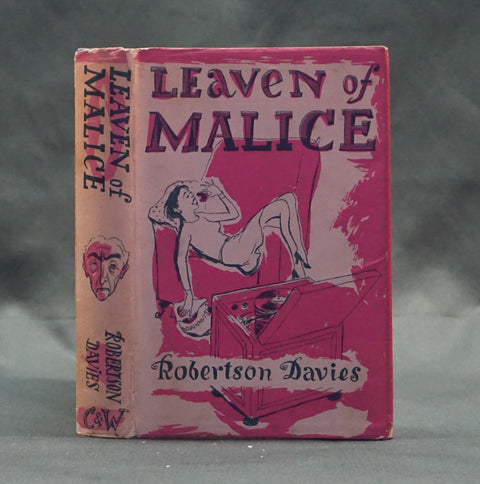 LEAVEN of
MALICE
Robertson Davies
LEAVEN of
MALICE
ROBERTSON
DAVIES
C&W